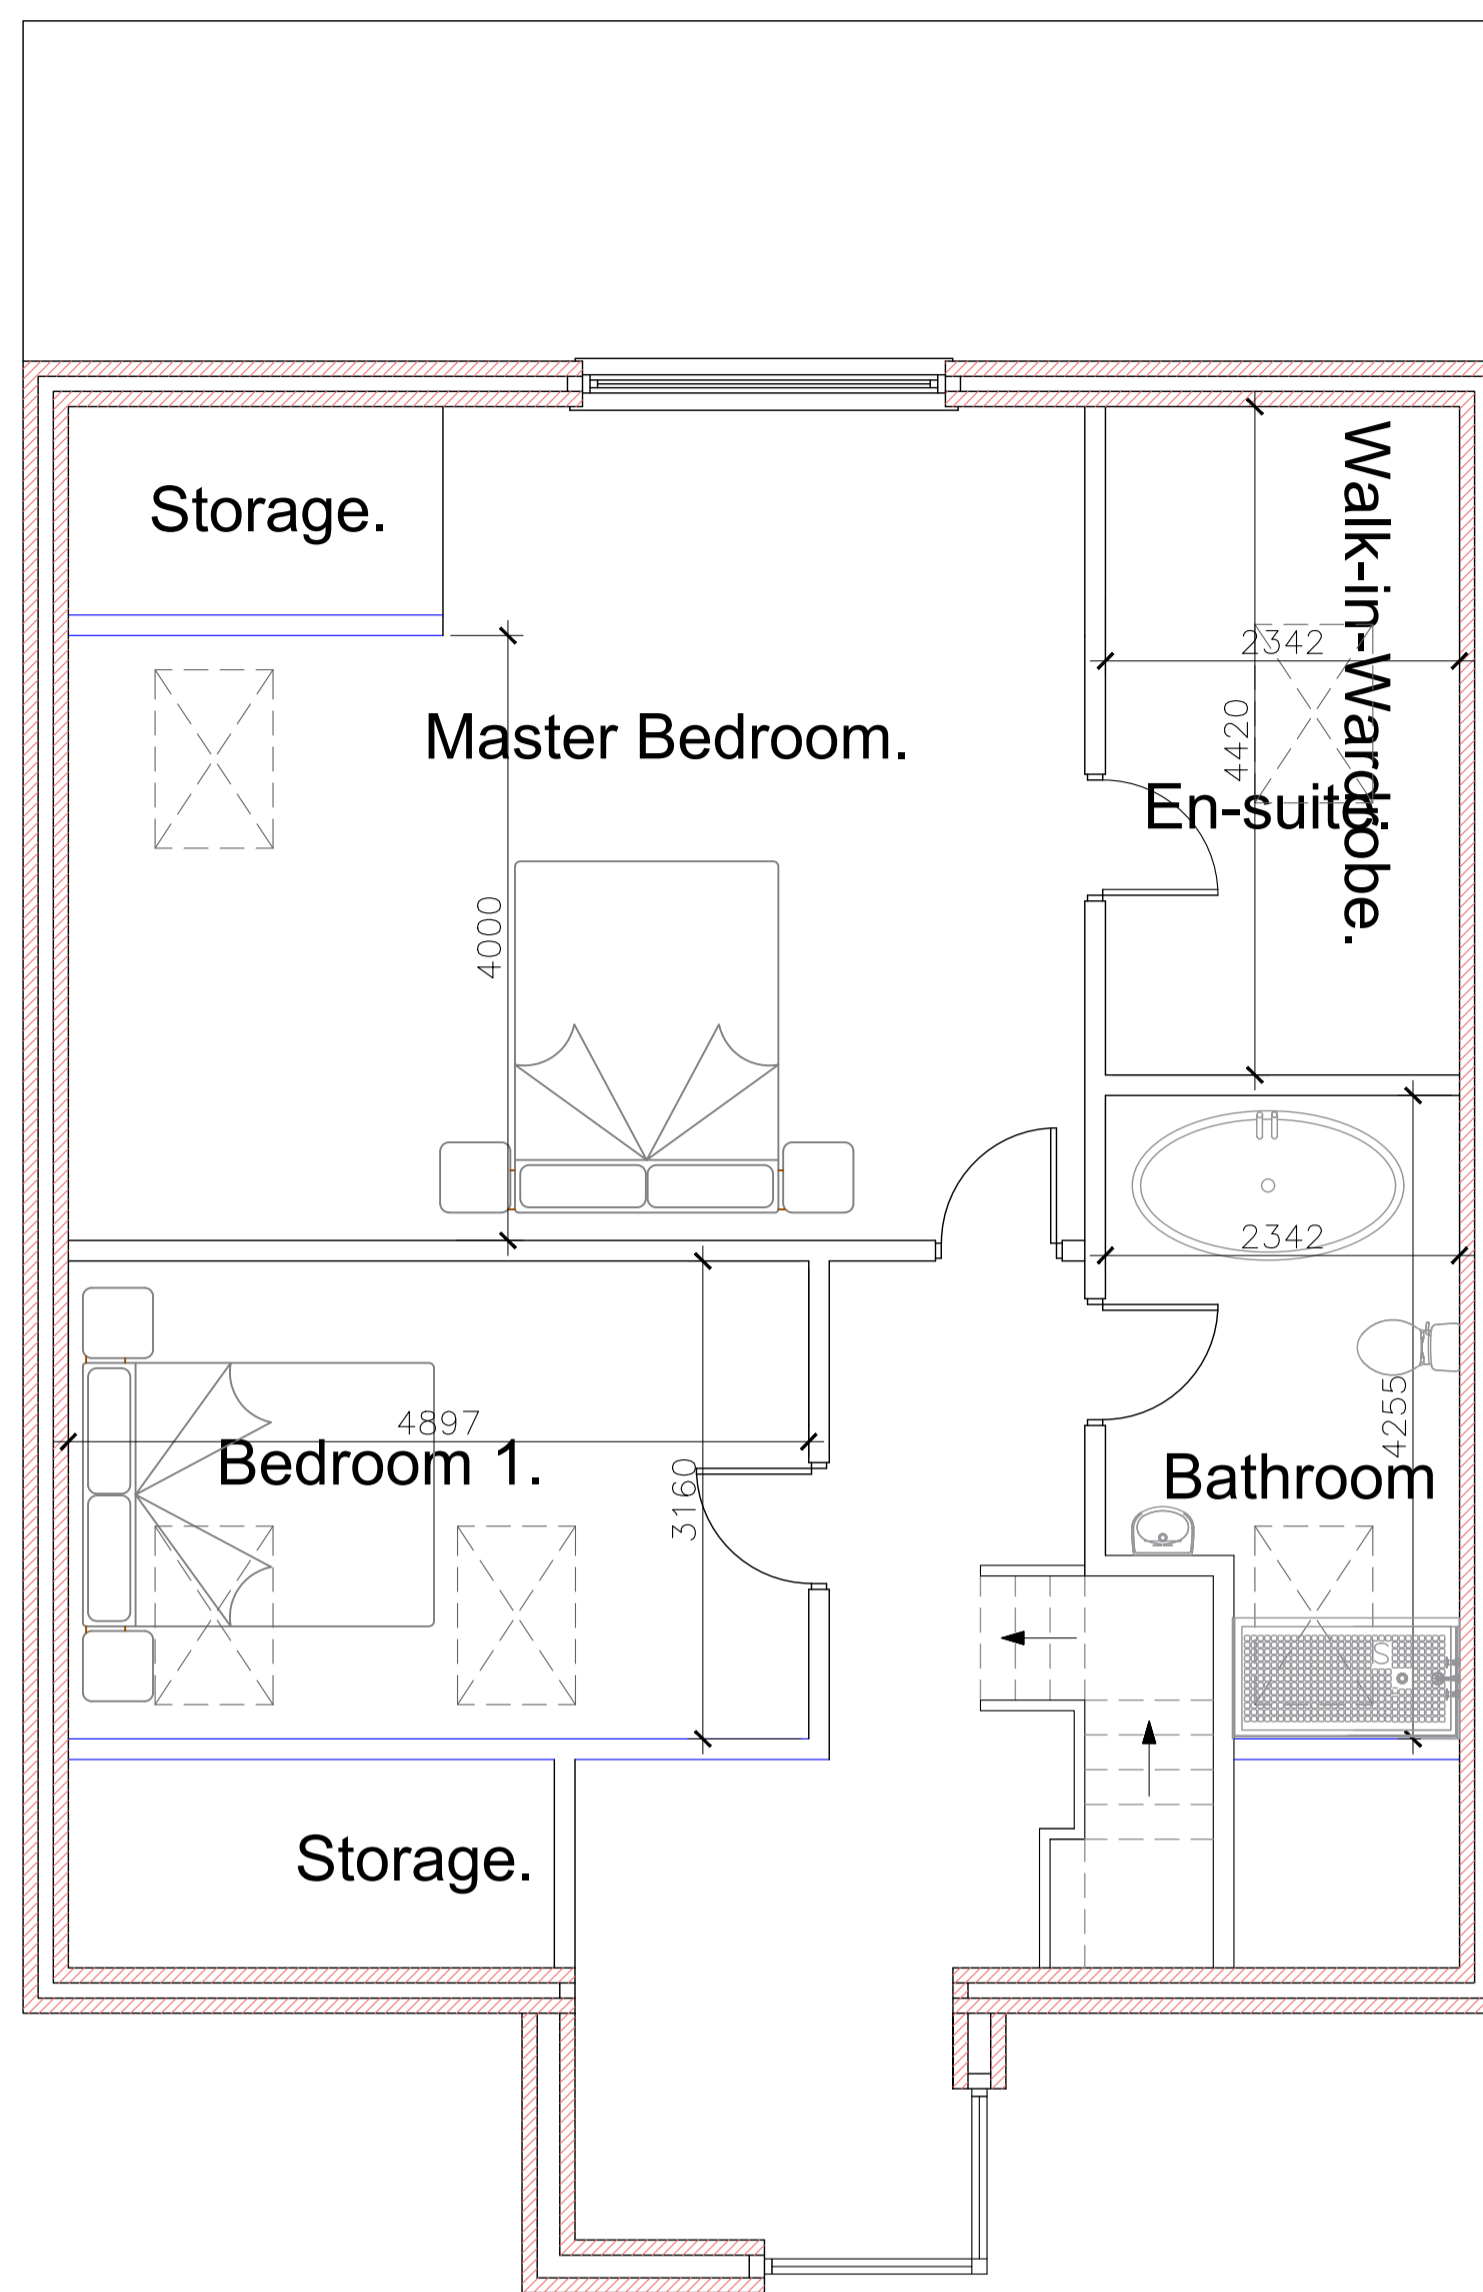 Storage.
Walk-in-Wardrobe.
2342
Master Bedroom.
4420
En-suite.
4000
2342
4897
4255
Bedroom 1.
3160
Bathroom
S
Storage.